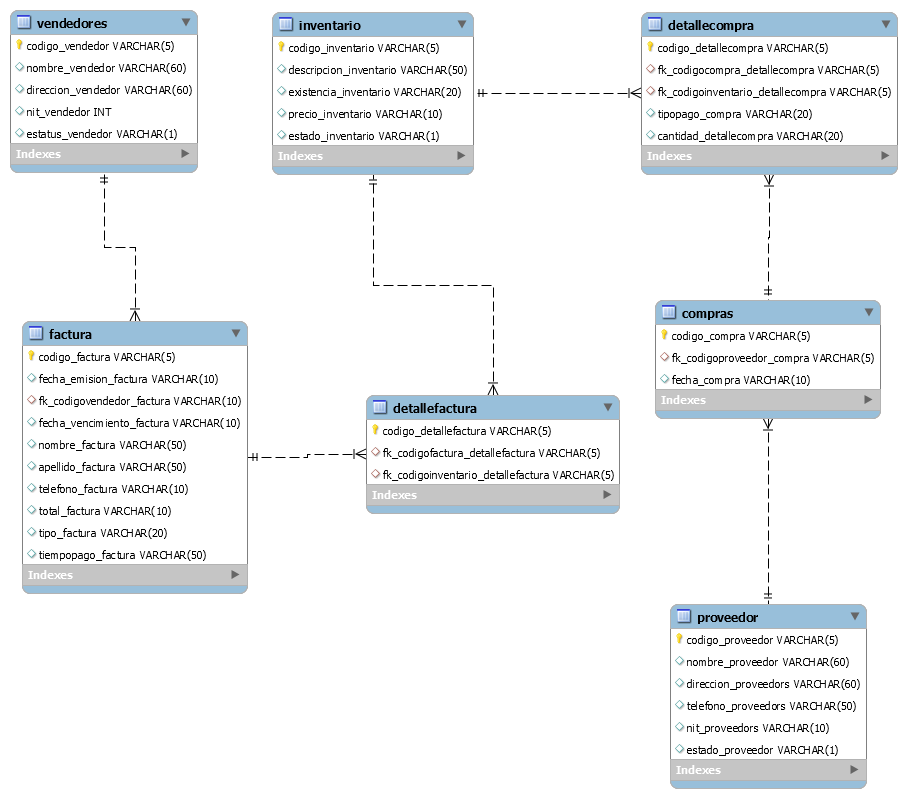 vendedores
codigo_vendedor VARCHAR(5)
nombre_vendedor VARCHAR(60)
direccion_vendedor VARCHAR(60)
nit_vendedor INT
estatus_vendedor VARCHAR(1)
Indexes
inventario
codigo_inventario VARCHAR(5)
descripcion_inventario VARCHAR(50)
existencia_inventario VARCHAR(20)
precio_inventario VARCHAR(10)
estado_inventario VARCHAR(1)
Indexes
detallecompra
codigo_detallecompra VARCHAR(5)
fk_codigocompra_detallecompra VARCHAR(5)
fk_codigoinventario_detallecompra VARCHAR(5)
tipopago_compra VARCHAR(20)
cantidad_detallecompra VARCHAR(20)
Indexes
factura
codigo_factura VARCHAR(5)
fecha_emision_factura VARCHAR(10)
fk_codigovendedor_factura VARCHAR(10)
fecha_vencimiento_factura VARCHAR(10)
nombre_factura VARCHAR(50)
apellido_factura VARCHAR(50)
telefono_factura VARCHAR(10)
total_factura VARCHAR(10)
tipo_factura VARCHAR(20)
tiempopago_factura VARCHAR(50)
Indexes
detallefactura
codigo_detallefactura VARCHAR(5)
fk_codigofactura_detallefactura VARCHAR(5)
fk_codigoinventario_detallefactura VARCHAR(5)
Indexes
compras
codigo_compra VARCHAR(5)
fk_codigoproveedor_compra VARCHAR(5)
fecha_compra VARCHAR(10)
Indexes
proveedor
codigo_proveedor VARCHAR(5)
nombre_proveedor VARCHAR(60)
direccion_proveedors VARCHAR(60)
telefono_proveedors VARCHAR(50)
nit_proveedors VARCHAR(10)
estado_proveedor VARCHAR(1)
Indexes